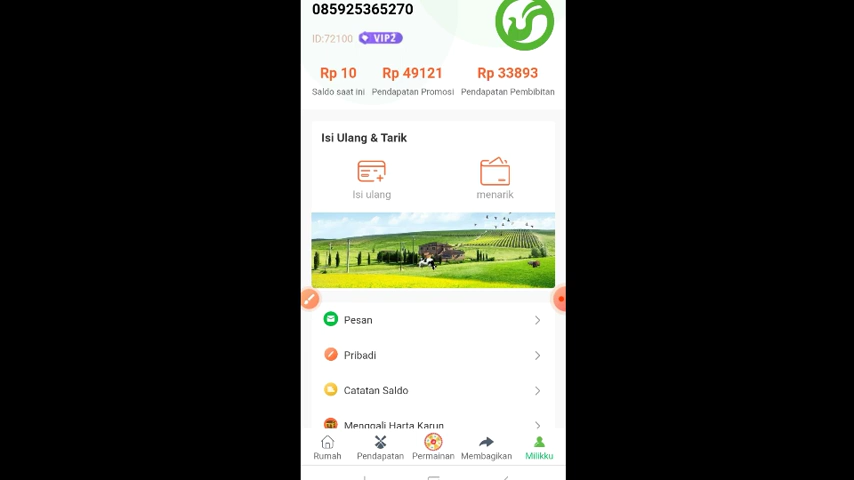 085925365270
ID:72100 VIP2
Rp 10 Rp 49121 Rp 33893
Saldo saat ini Pendapatan Promosi Pendapatan Pembibitan
Isi Ulang & Tarik
Isi ulang menarik
Pesan
Pribadi
Catatan Saldo
Menggali Harta Karun
Rumah Pendapatan Permainan Membagikan Milikku